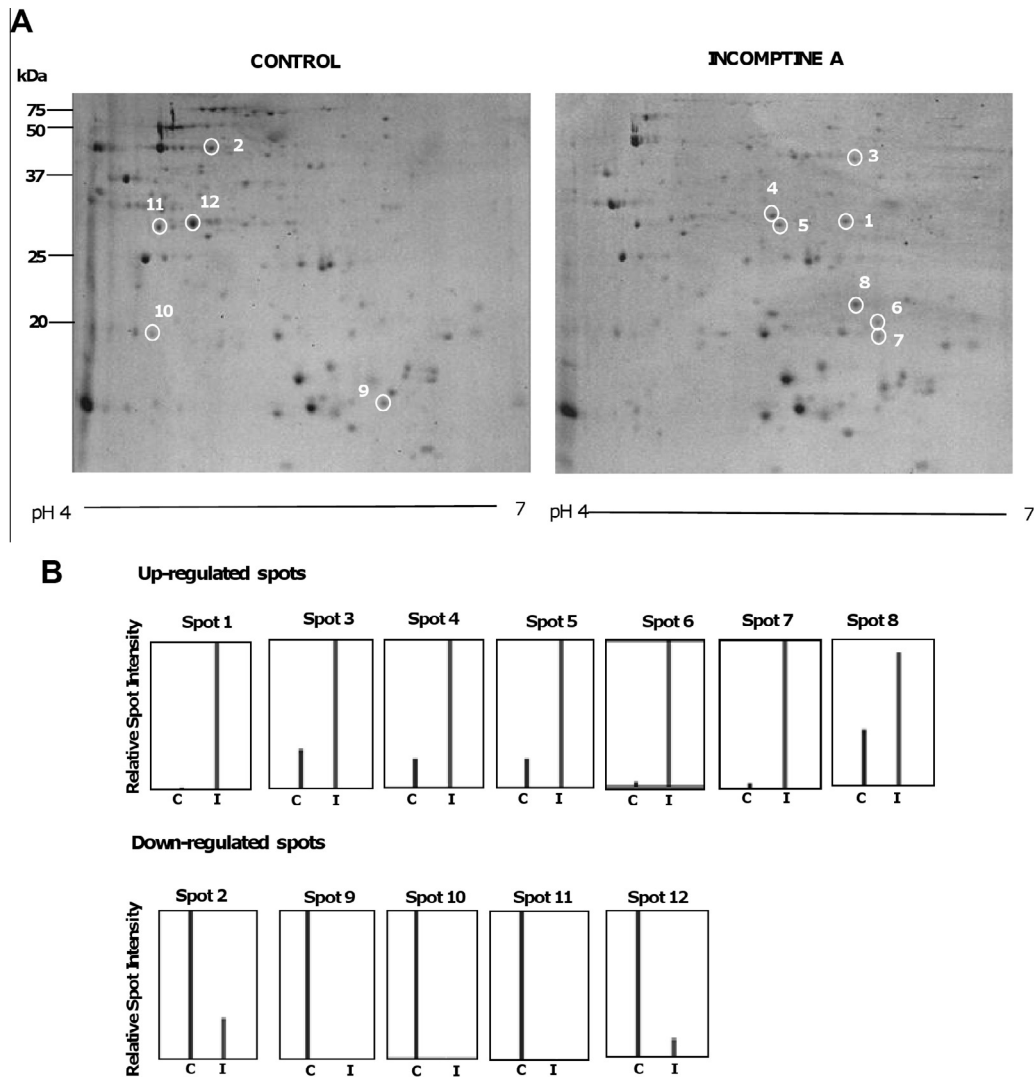 A
CONTROL INCOMPTINE A
kDa
75
50
2
3
37
4
11 12
5 1
25
8
10
6
20
7
9
pH 4 7 pH 4 7
B
Up-regulated spots
Relative Spot Intensity
Spot 1 Spot 3 Spot 4 Spot 5 Spot 6 Spot 7 Spot 8
C I C I C I C I C I C I C I
Down-regulated spots
Relative Spot Intensity
Spot 2 Spot 9 Spot 10 Spot 11 Spot 12
C I C I C I C I C I